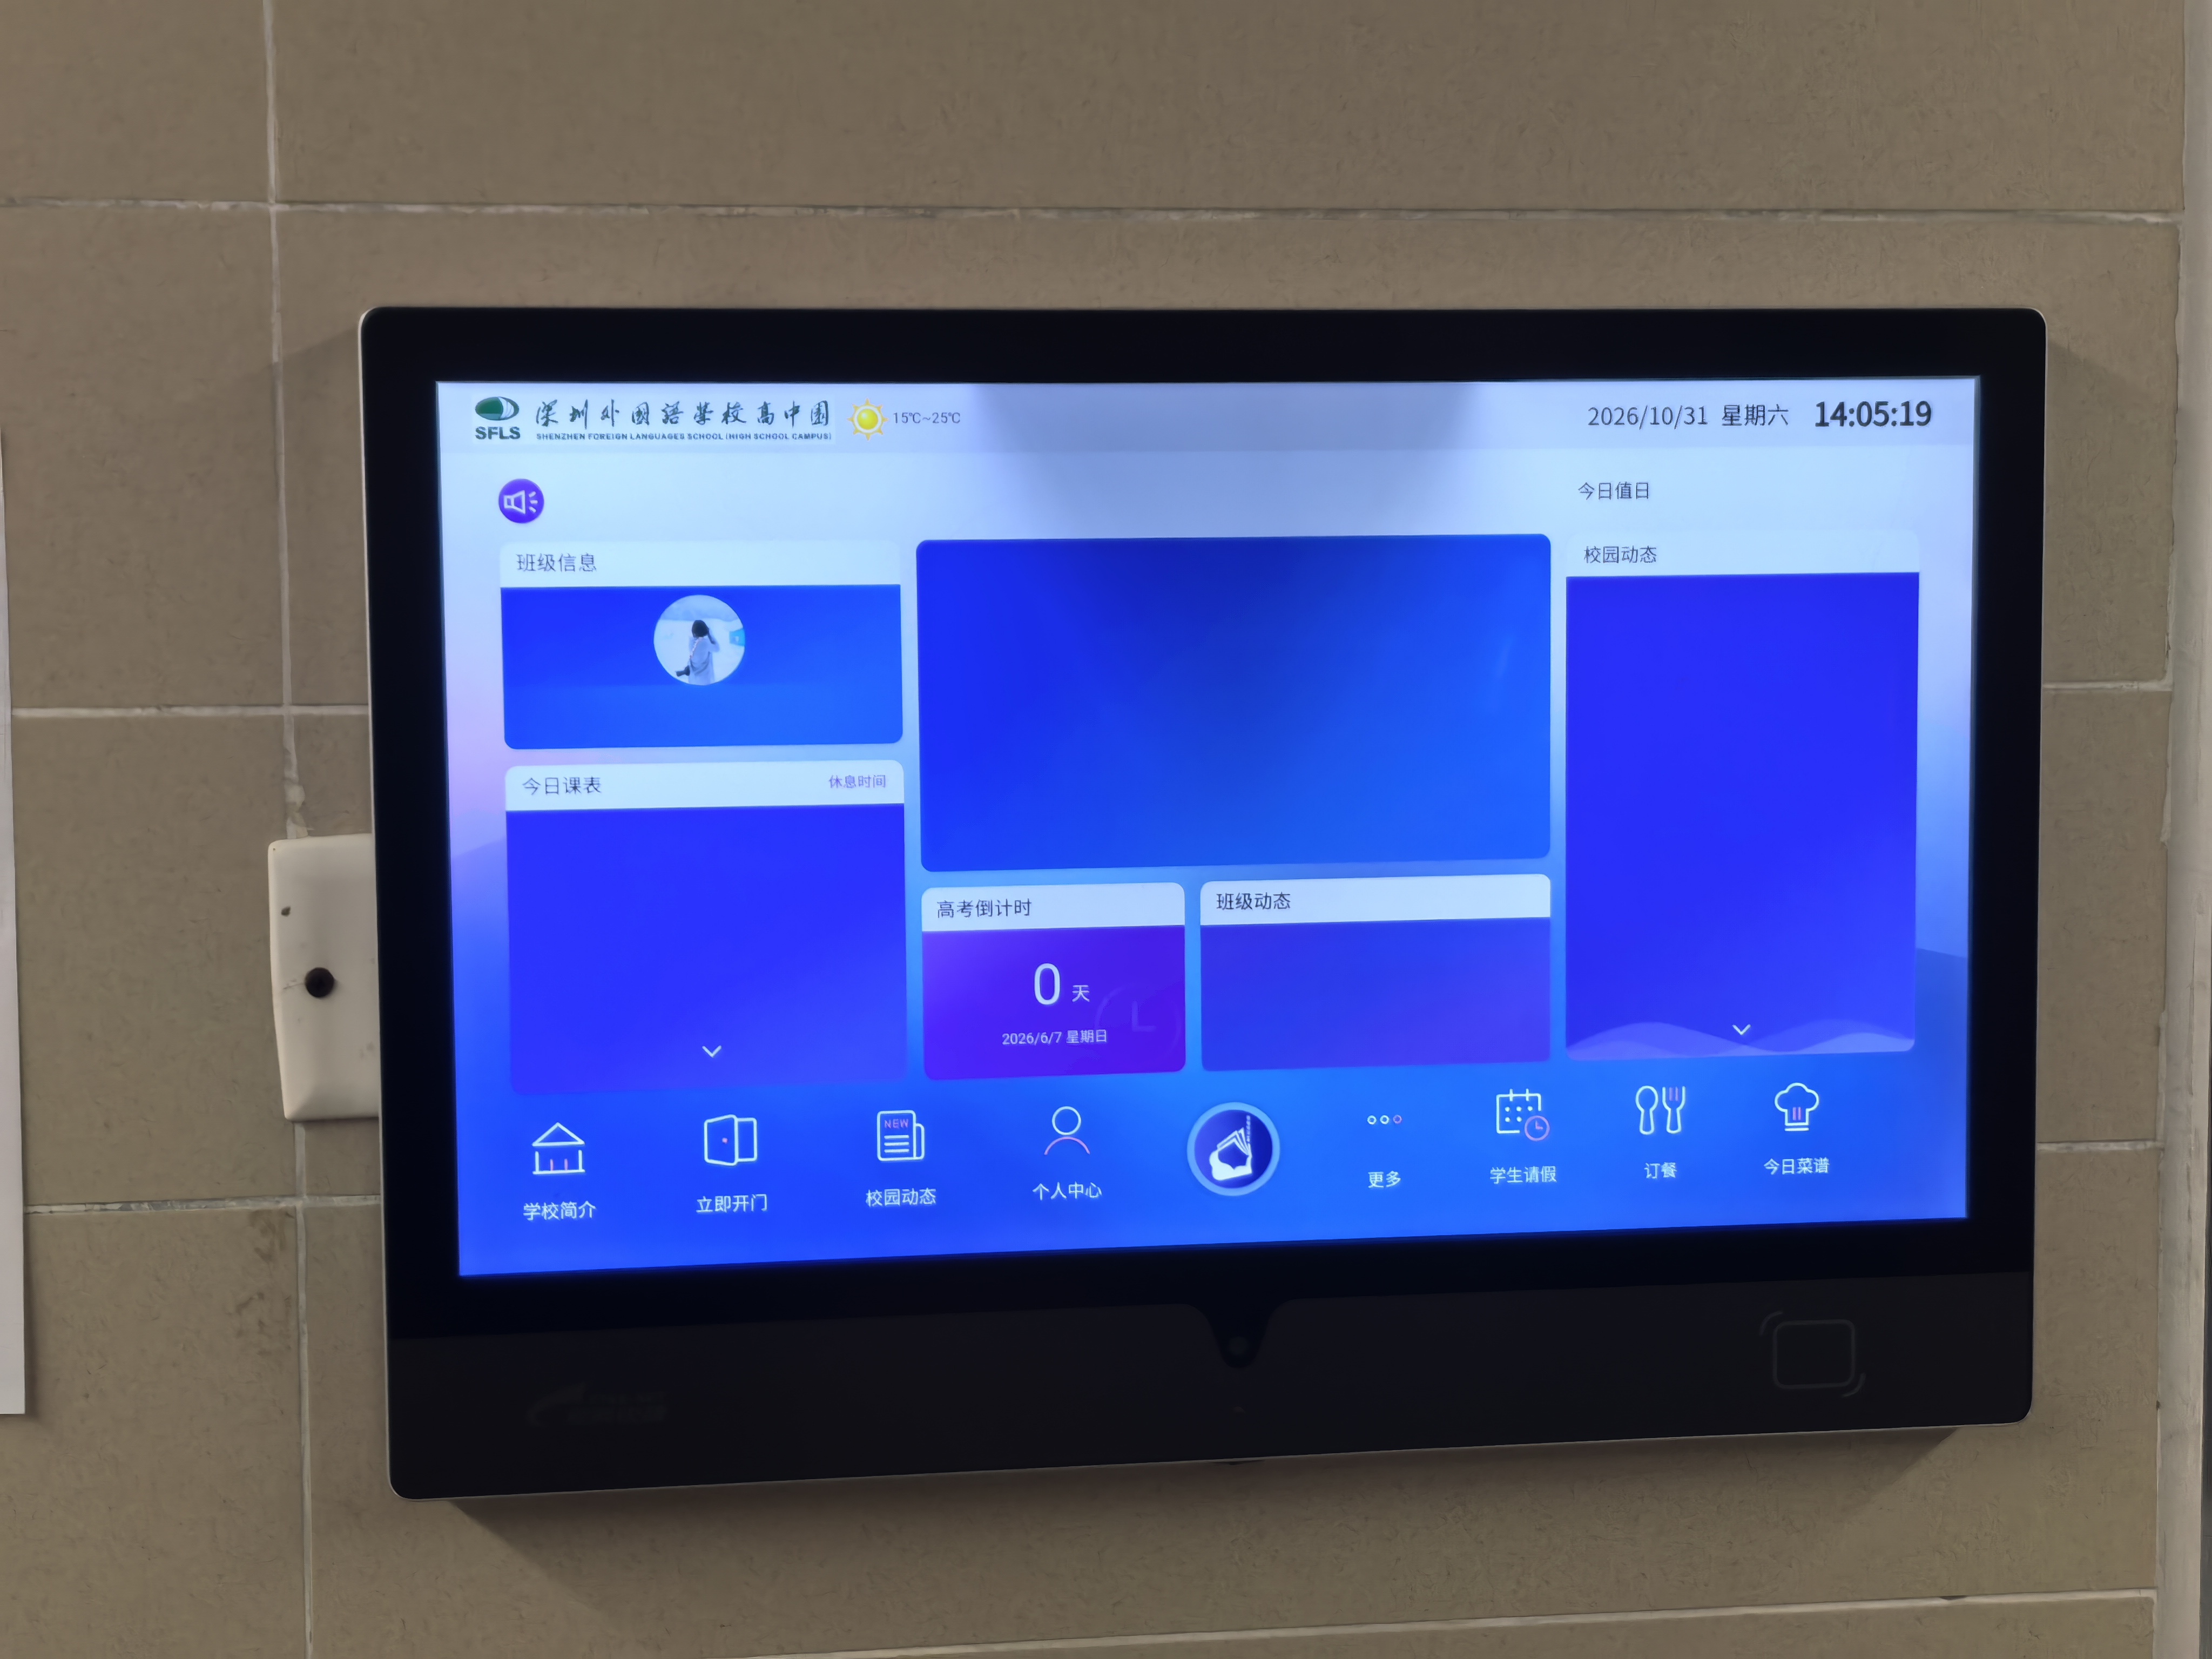 SFLS 深圳外國語學校高中園 15℃~25℃ 2026/10/31 星期六 14:05:19
SHENZHEN FOREIGN LANGUAGES SCHOOL (HIGH SCHOOL CAMPUS)
今日值日
班级信息
校园动态
今日课表 休息时间
高考倒计时
0 天
2026/6/7 星期日
班级动态
NEW
学校简介 立即开门 校园动态 个人中心 更多 学生请假 订餐 今日菜谱